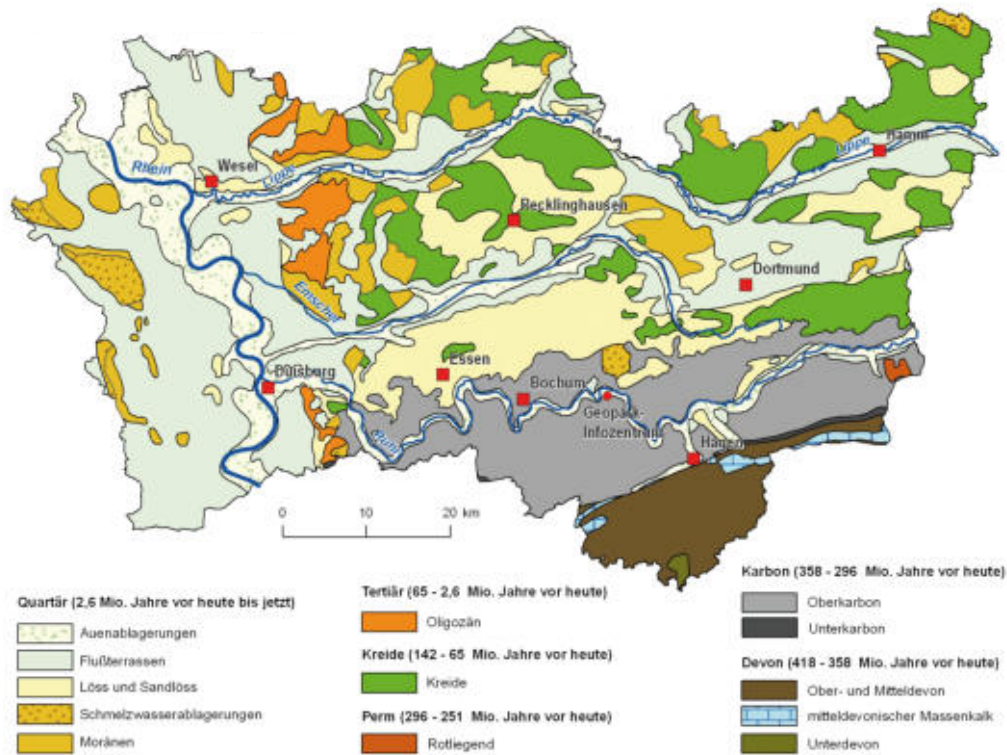 Hamm
Lippe
Rhein
Wesel
Lippe
Recklinghausen
Dortmund
Emscher
Essen
Duisburg
Bochum
Geopark-
Infozentrum
Ruhr
Hagen
0 10 20 km
Quartär (2,6 Mio. Jahre vor heute bis jetzt)
Auenablagerungen
Flußterrassen
Löss und Sandlöss
Schmelzwasserablagerungen
Moränen
Tertiär (65 - 2,6 Mio. Jahre vor heute)
Oligozän
Kreide (142 - 65 Mio. Jahre vor heute)
Kreide
Perm (296 - 251 Mio. Jahre vor heute)
Rotliegend
Karbon (358 - 296 Mio. Jahre vor heute)
Oberkarbon
Unterkarbon
Devon (418 - 358 Mio. Jahre vor heute)
Ober- und Mitteldevon
mitteldevonischer Massenkalk
Unterdevon